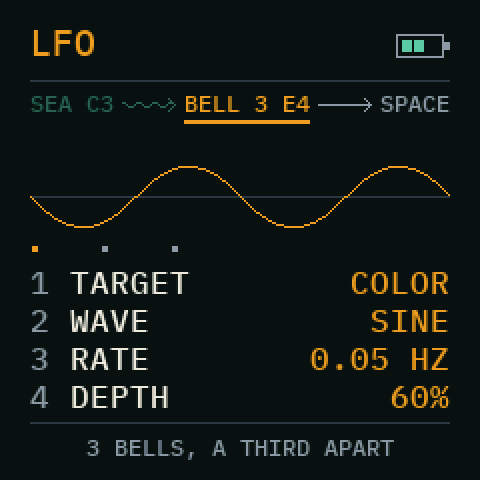 LFO
SEA C3 BELL 3 E4 SPACE
1 TARGET COLOR
2 WAVE SINE
3 RATE 0.05 HZ
4 DEPTH 60%
3 BELLS, A THIRD APART